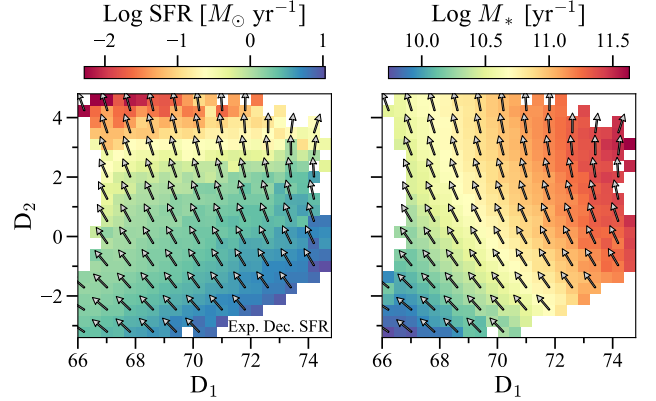 Log SFR [M⊙ yr⁻¹]
−2 −1 0 1
Log M* [yr⁻¹]
10.0 10.5 11.0 11.5
D₂
4
2
0
−2
Exp. Dec. SFR
66 68 70 72 74
D₁
66 68 70 72 74
D₁